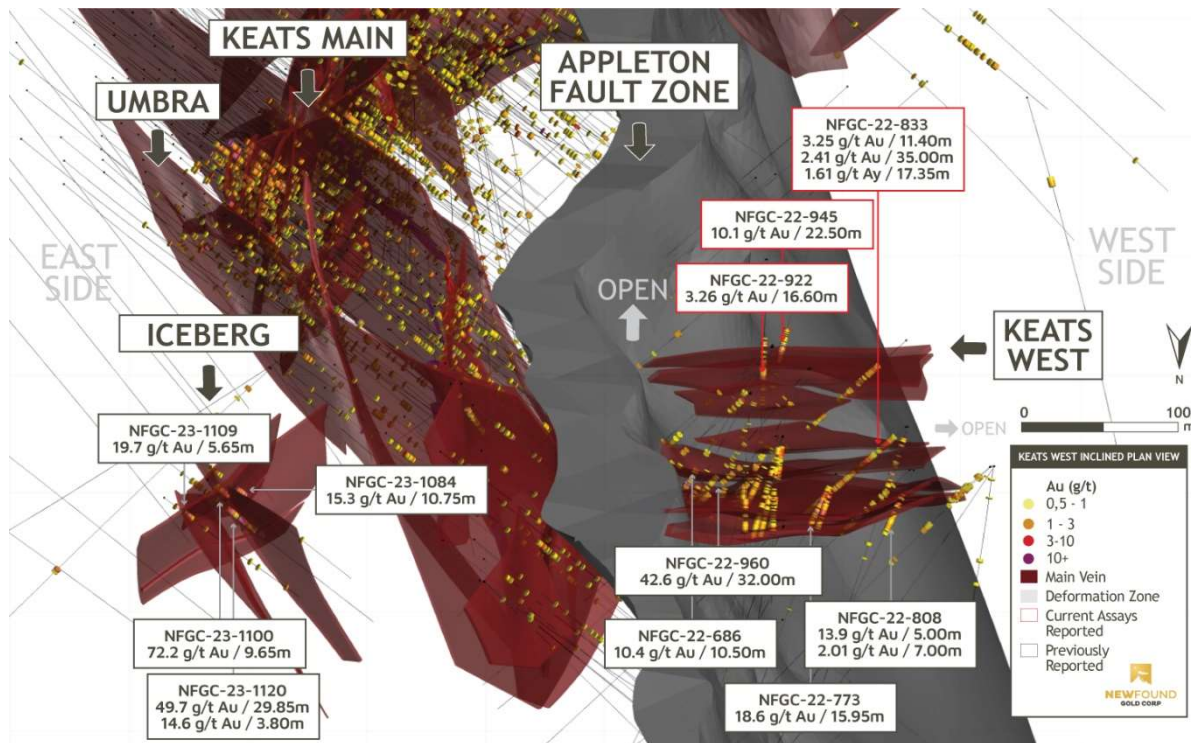 KEATS MAIN
UMBRA
APPLETON
FAULT ZONE
NFGC-22-833
3.25 g/t Au / 11.40m
2.41 g/t Au / 35.00m
1.61 g/t Ay / 17.35m
NFGC-22-945
10.1 g/t Au / 22.50m
NFGC-22-922
3.26 g/t Au / 16.60m
EAST
SIDE
WEST
SIDE
OPEN
ICEBERG
KEATS
WEST
N
0 100
m
OPEN
NFGC-23-1109
19.7 g/t Au / 5.65m
NFGC-23-1084
15.3 g/t Au / 10.75m
NFGC-22-960
42.6 g/t Au / 32.00m
NFGC-22-686
10.4 g/t Au / 10.50m
NFGC-22-808
13.9 g/t Au / 5.00m
2.01 g/t Au / 7.00m
NFGC-22-773
18.6 g/t Au / 15.95m
NFGC-23-1100
72.2 g/t Au / 9.65m
NFGC-23-1120
49.7 g/t Au / 29.85m
14.6 g/t Au / 3.80m
KEATS WEST INCLINED PLAN VIEW
Au (g/t)
0,5 - 1
1 - 3
3-10
10+
Main Vein
Deformation Zone
Current Assays
Reported
Previously
Reported
NEWFOUND
GOLD CORP